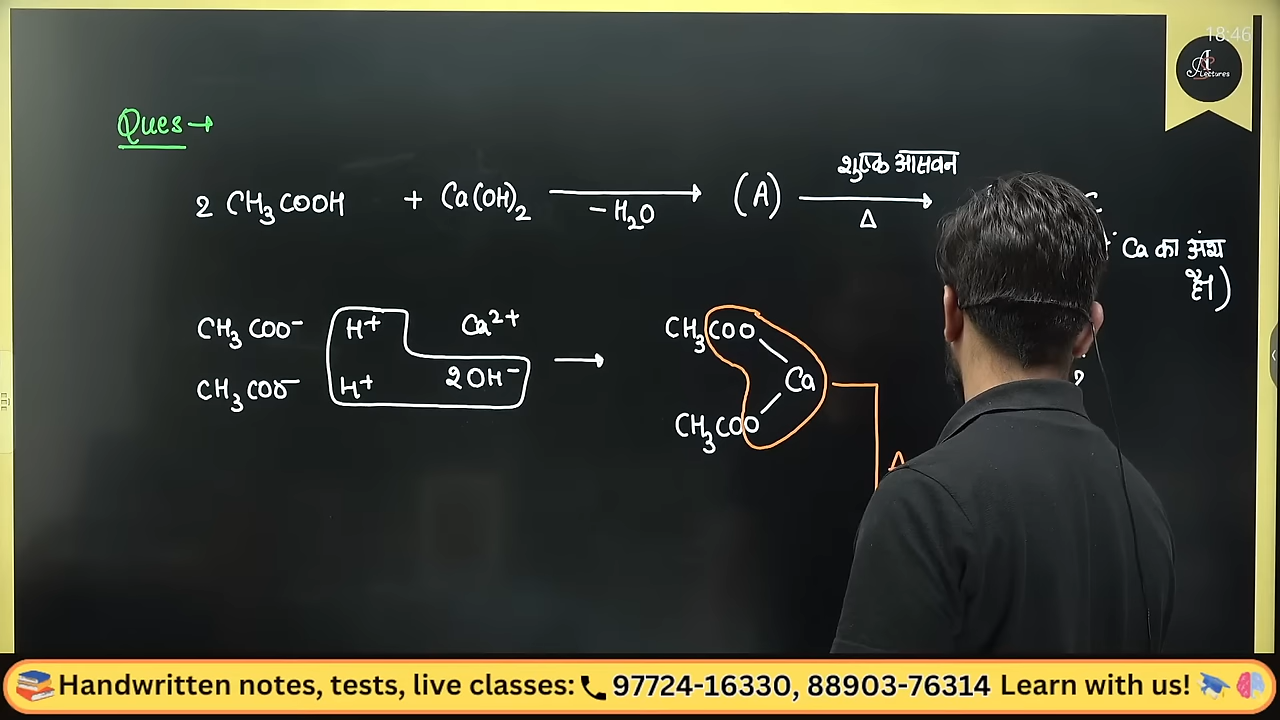 18:46
A Lectures
Ques →
2 CH₃COOH + Ca(OH)₂ —−H₂O→ (A) —शुष्क आसवन / Δ→ C
Ca का अंश
है।)
CH₃COO⁻ H⁺ Ca²⁺ → CH₃COO
Ca
CH₃COO⁻ H⁺ 2OH⁻
CH₃COO
Δ
Handwritten notes, tests, live classes: 97724-16330, 88903-76314 Learn with us!